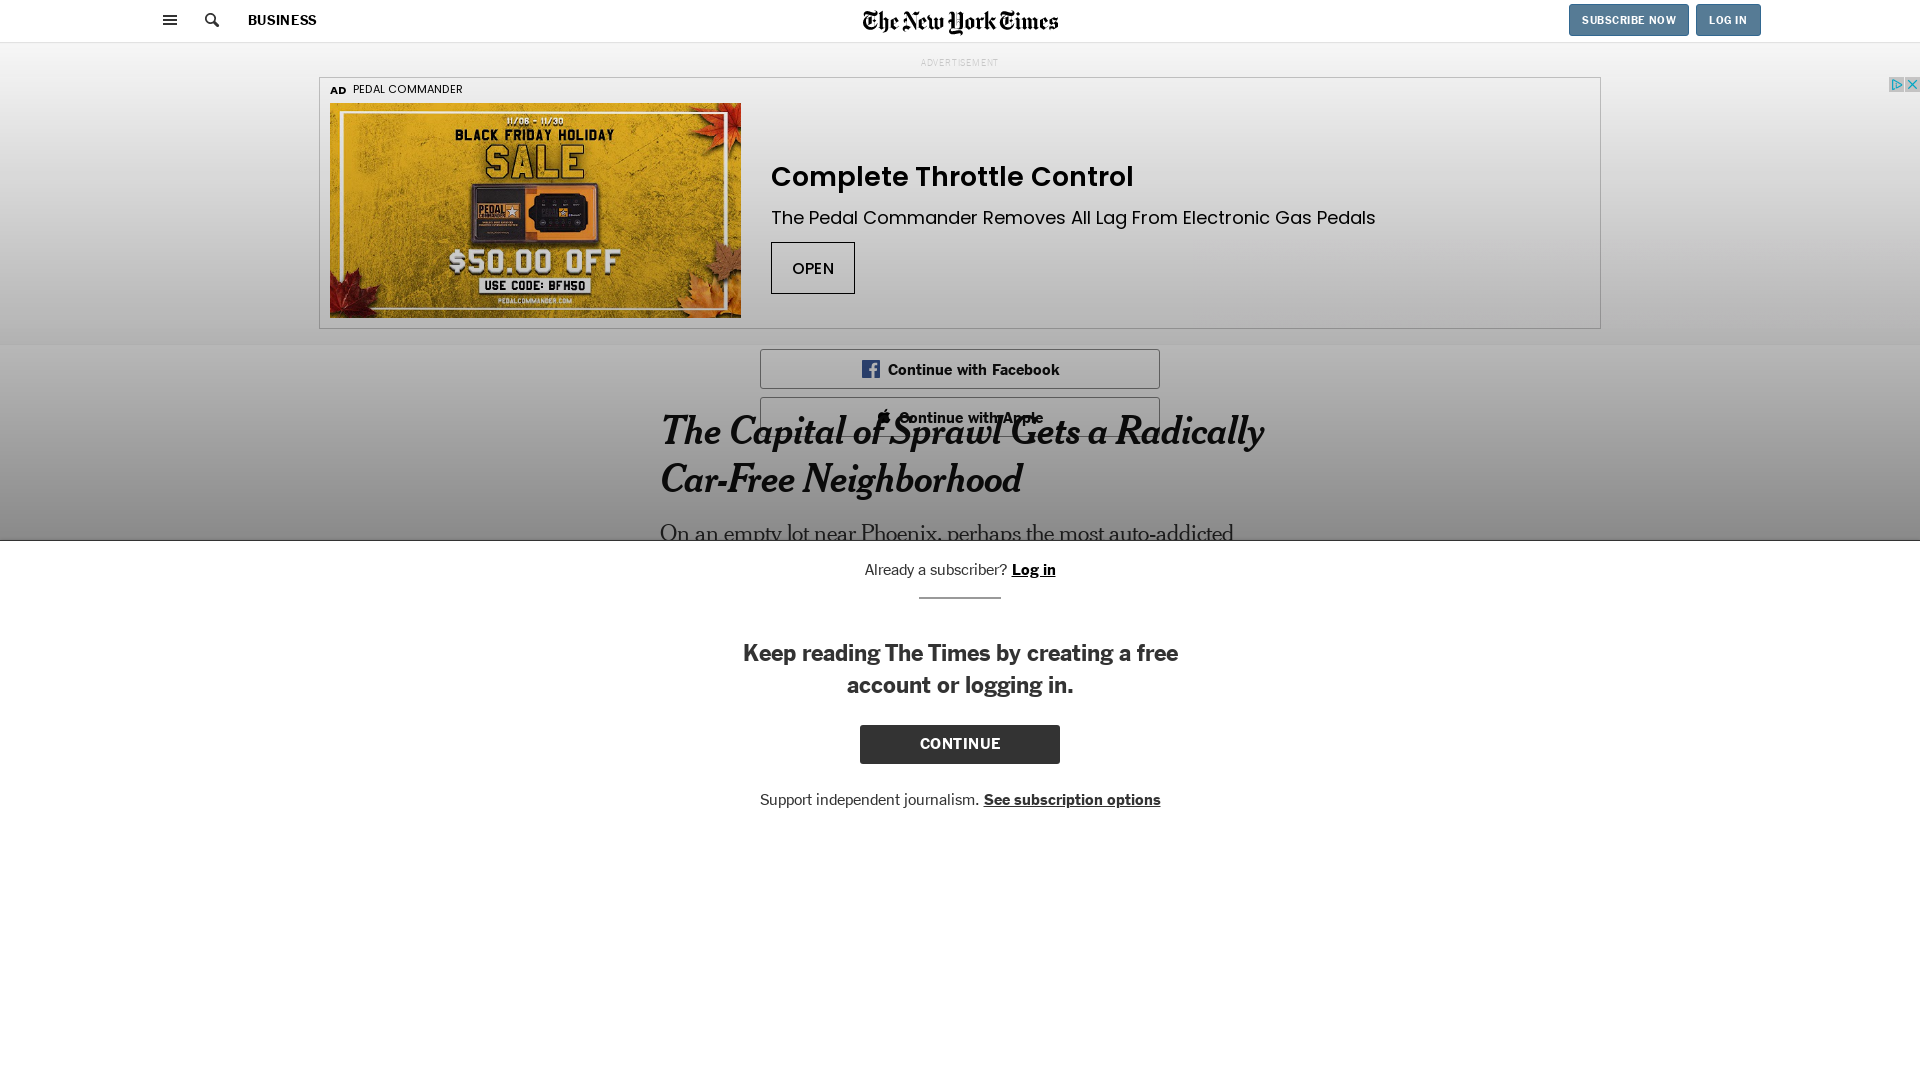 BUSINESS
The New York Times
SUBSCRIBE NOW
LOG IN
ADVERTISEMENT
AD PEDAL COMMANDER
11/08 - 11/30
BLACK FRIDAY HOLIDAY
SALE
PEDAL
COMMANDER
$50.00 OFF
USE CODE: BFH50
PEDALCOMMANDER.COM
Complete Throttle Control
The Pedal Commander Removes All Lag From Electronic Gas Pedals
OPEN
Continue with Facebook
Continue with Apple
The Capital of Sprawl Gets a Radically
Car-Free Neighborhood
On an empty lot near Phoenix, perhaps the most auto-addicted
Already a subscriber? Log in
Keep reading The Times by creating a free
account or logging in.
CONTINUE
Support independent journalism. See subscription options